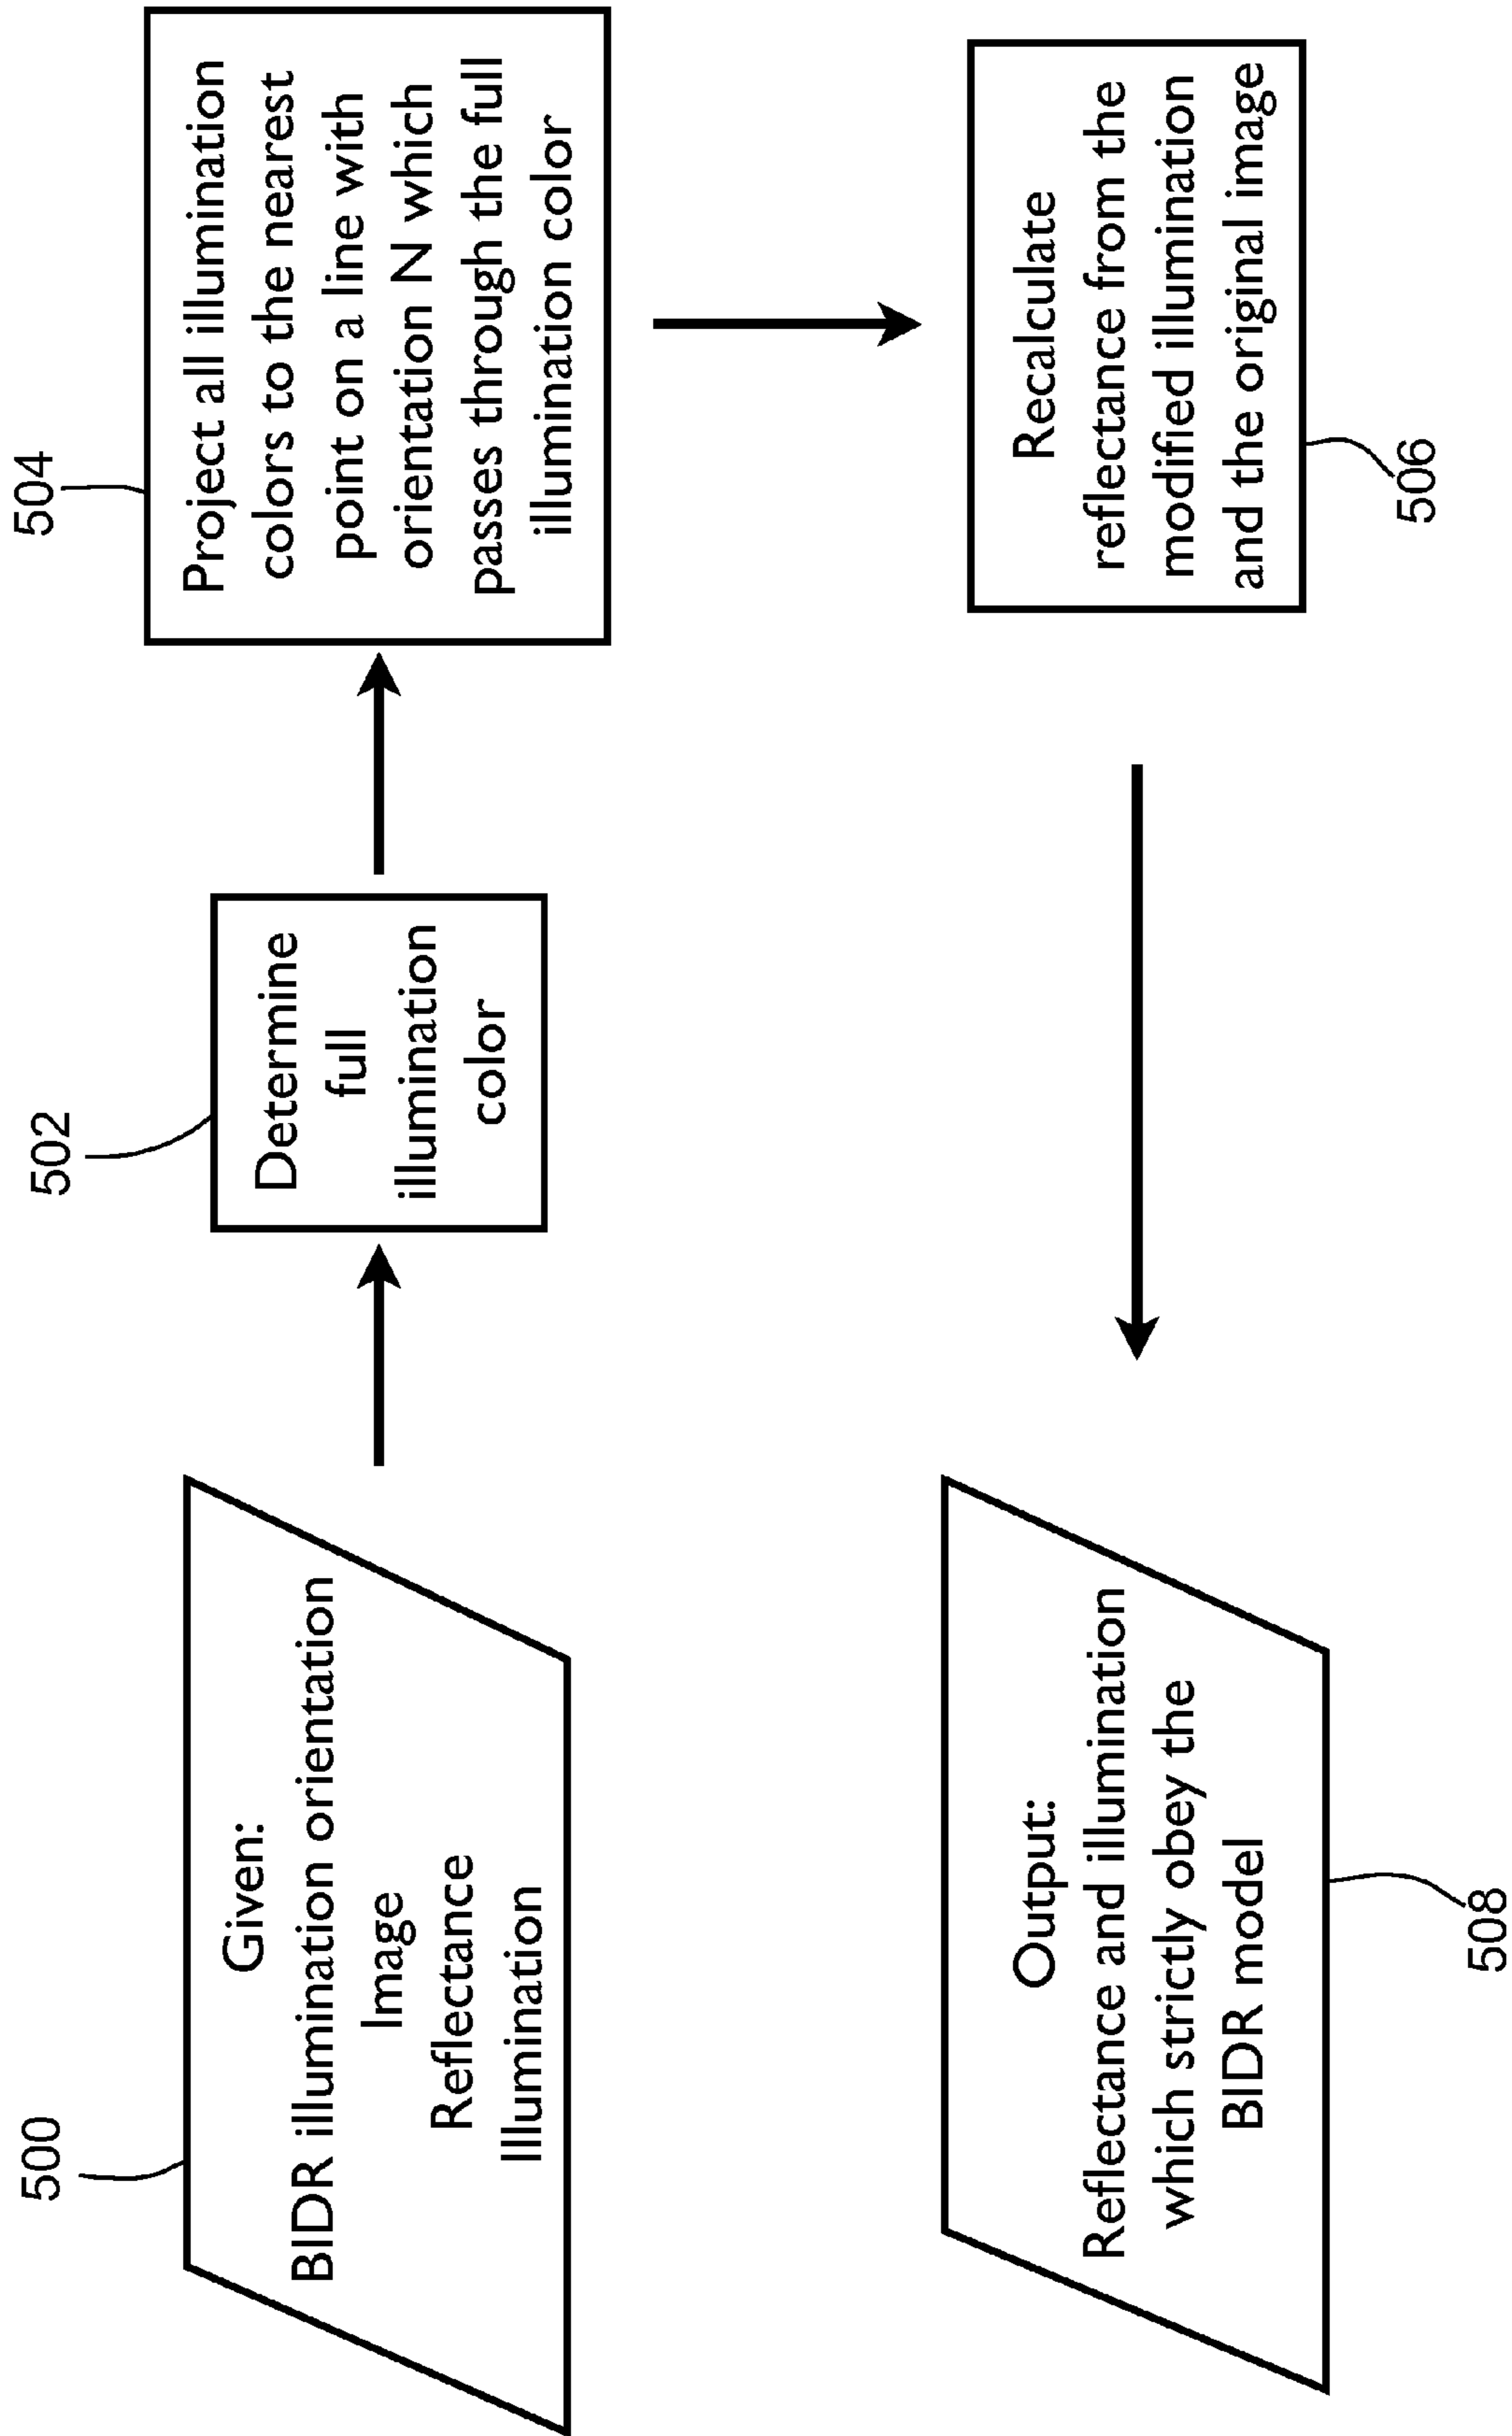 500
Given:
BIDR illumination orientation
Image
Reflectance
Illumination
502
Determine
full
illumination
color
504
Project all illumination
colors to the nearest
point on a line with
orientation N which
passes through the full
illumination color
Recalculate
reflectance from the
modified illumination
and the original image
506
Output:
Reflectance and illumination
which strictly obey the
BIDR model
508